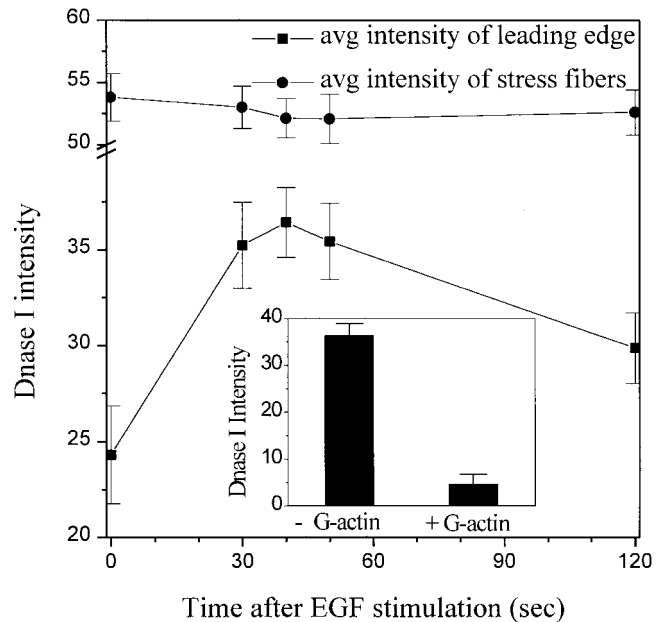 60
avg intensity of leading edge
avg intensity of stress fibers
55
50
Dnase I intensity
35
30
25
20
40
30
20
10
0
Dnase I Intensity
- G-actin
+ G-actin
0
30
60
90
120
Time after EGF stimulation (sec)